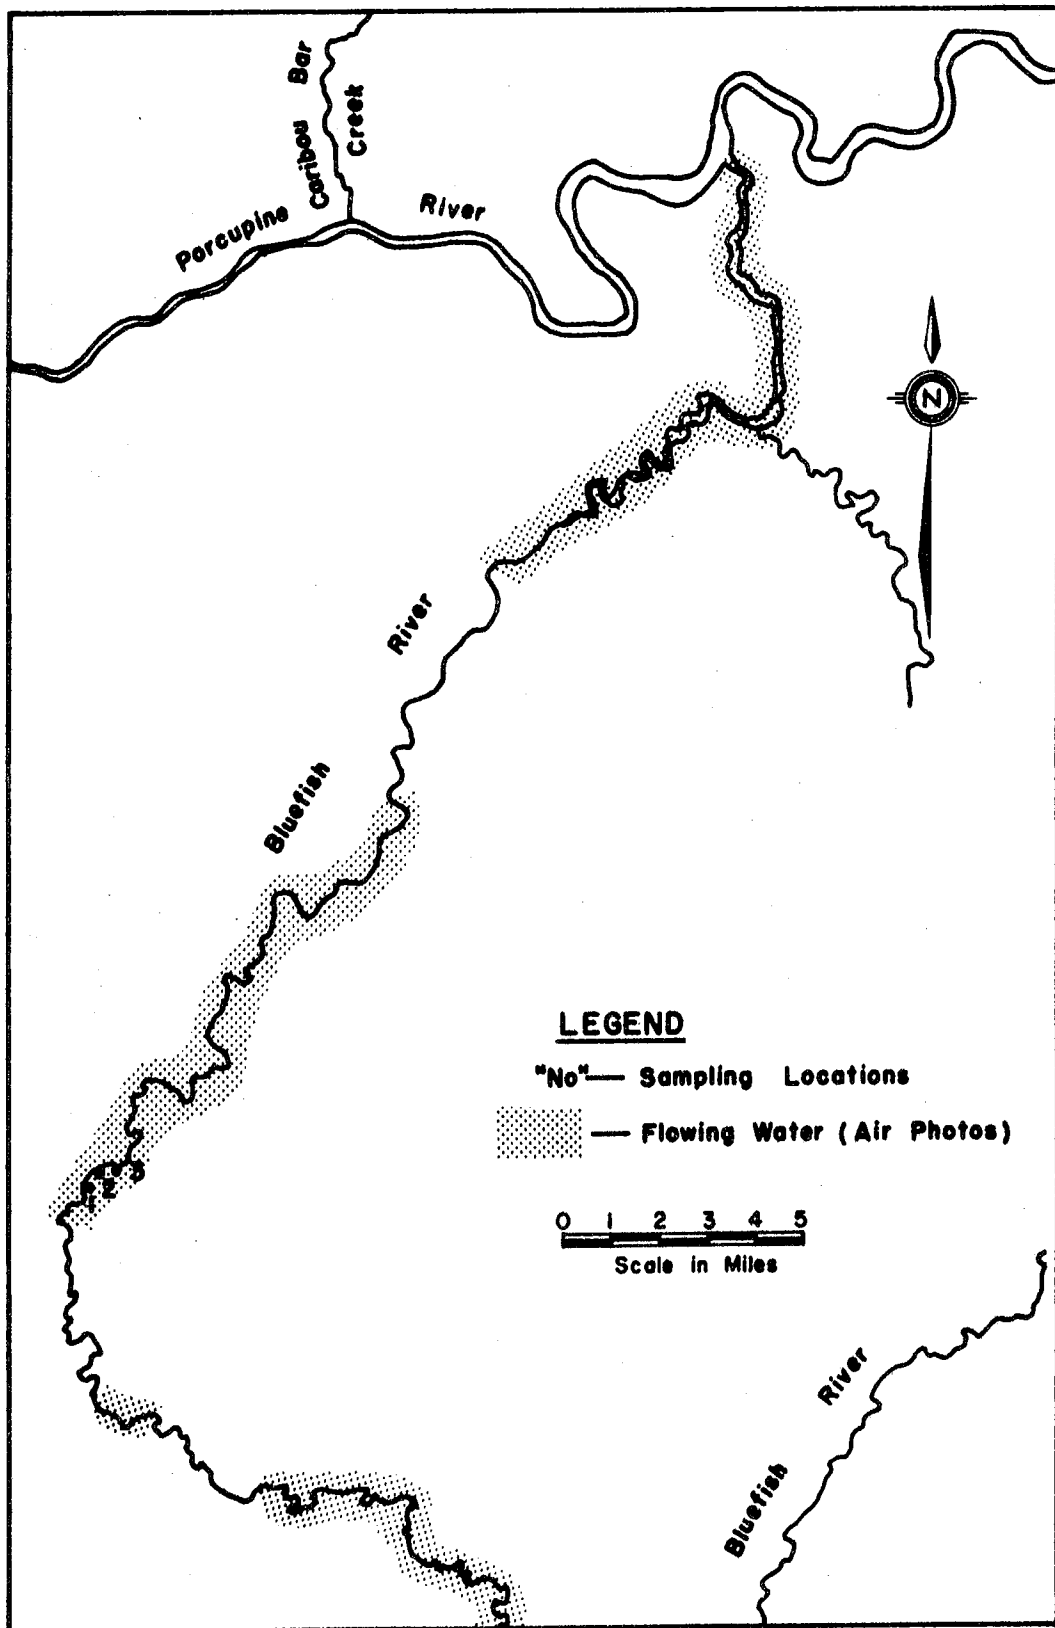 Caribou Bar
Creek
Porcupine River
N
River
Bluefish
LEGEND
"No" — Sampling Locations
— Flowing Water (Air Photos)
0 1 2 3 4 5
Scale in Miles
1 2 3
River
Bluefish